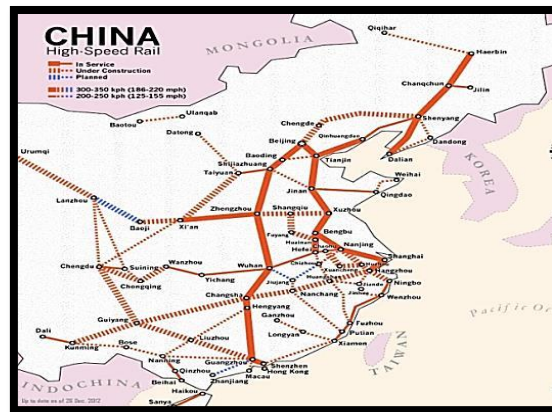 CHINA
High-Speed Rail
In Service
Under Construction
Planned
300-350 kph (186-220 mph)
200-250 kph (125-155 mph)
MONGOLIA
Qiqihar
Haerbin
Changchun
Jilin
Shenyang
Dandong
Dalian
KOREA
Ulanqab
Baotou
Datong
Chengde
Beijing
Qinhuangdao
Tianjin
Baoding
Shijiazhuang
Taiyuan
Weihai
Qingdao
Jinan
Urumqi
Lanzhou
Baoji
Xi'an
Zhengzhou
Shangqiu
Xuzhou
Fuyang
Huainan
Bengbu
Hofei
Nanjing
Shanghai
Hangzhou
Ningbo
Wenzhou
Chengdu
Suining
Wanzhou
Chongqing
Yichang
Wuhan
Chizhou
Xuancheng
Jiujiang
Nanchang
Changsha
Hengyang
Ganzhou
Longyan
Fuzhou
Putian
Xiamen
Guiyang
Dali
Kunming
Bose
Liuzhou
Nanning
Guangzhou
Shenzhen
Hong Kong
Macau
Qinzhou
Zhanjiang
Beihai
Haikou
Sanya
INDOCHINA
TAIWAN
Pacific
Up to date as of 26 Dec, 2012